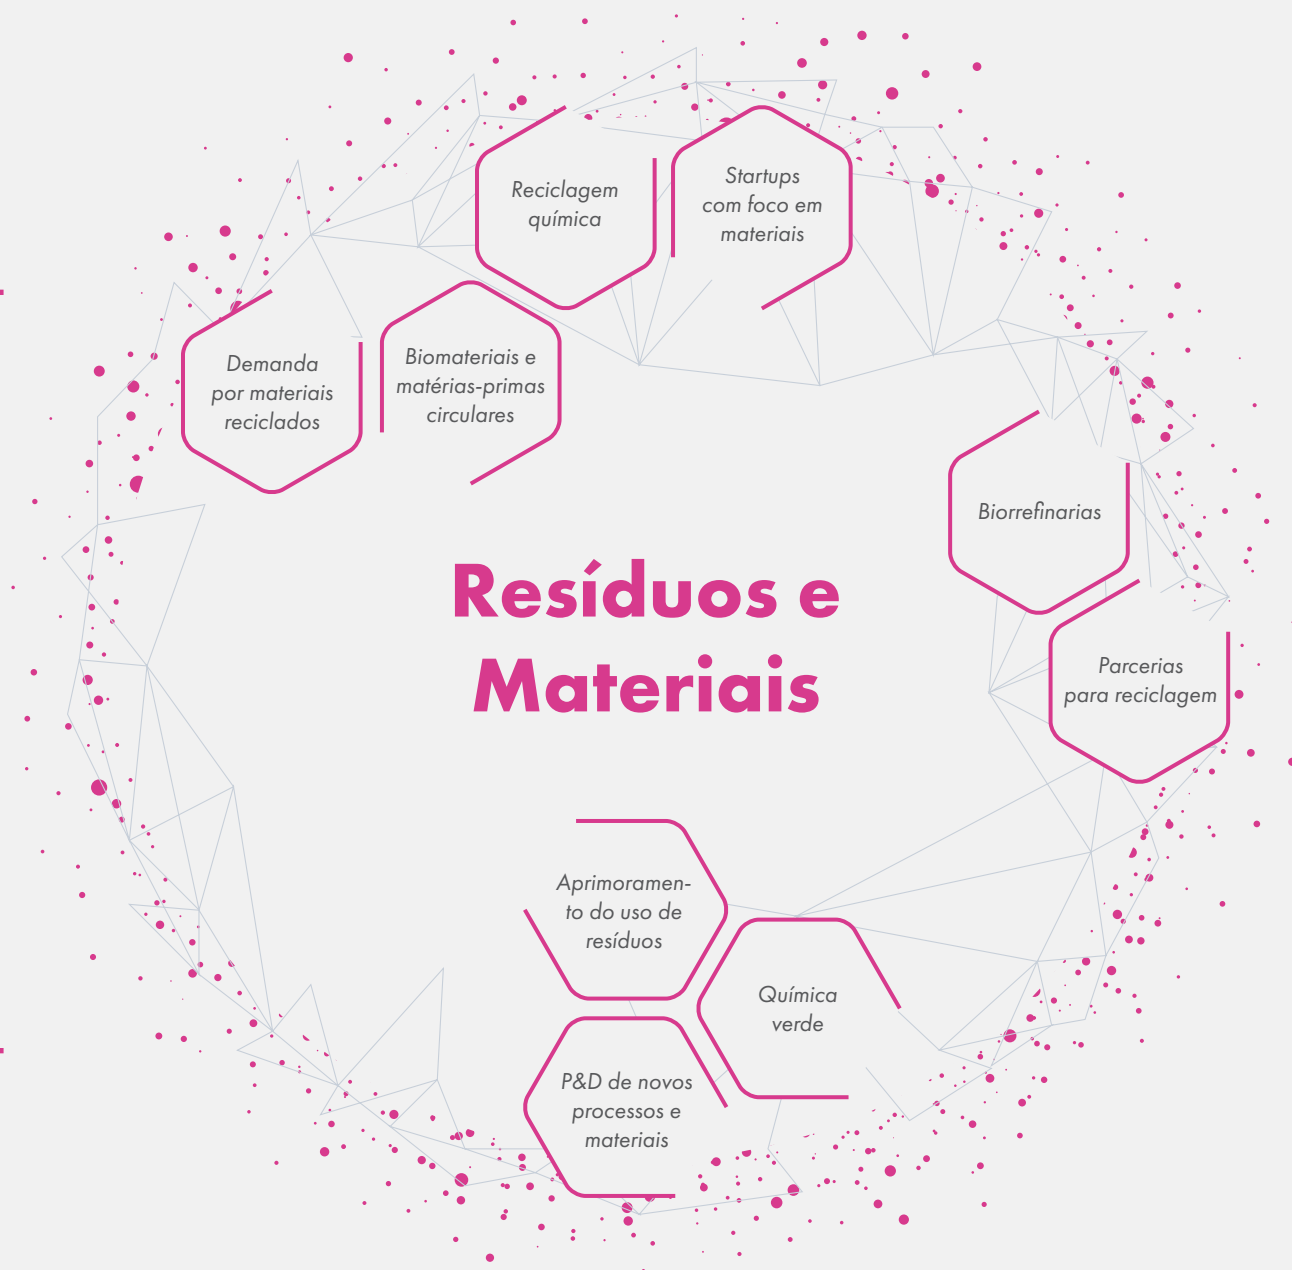 Reciclagem
química
Startups
com foco em
materiais
Demanda
por materiais
reciclados
Biomateriais e
matérias-primas
circulares
Biorrefinarias
Resíduos e
Materiais
Parcerias
para reciclagem
Aprimoramen-
to do uso de
resíduos
Química
verde
P&D de novos
processos e
materiais